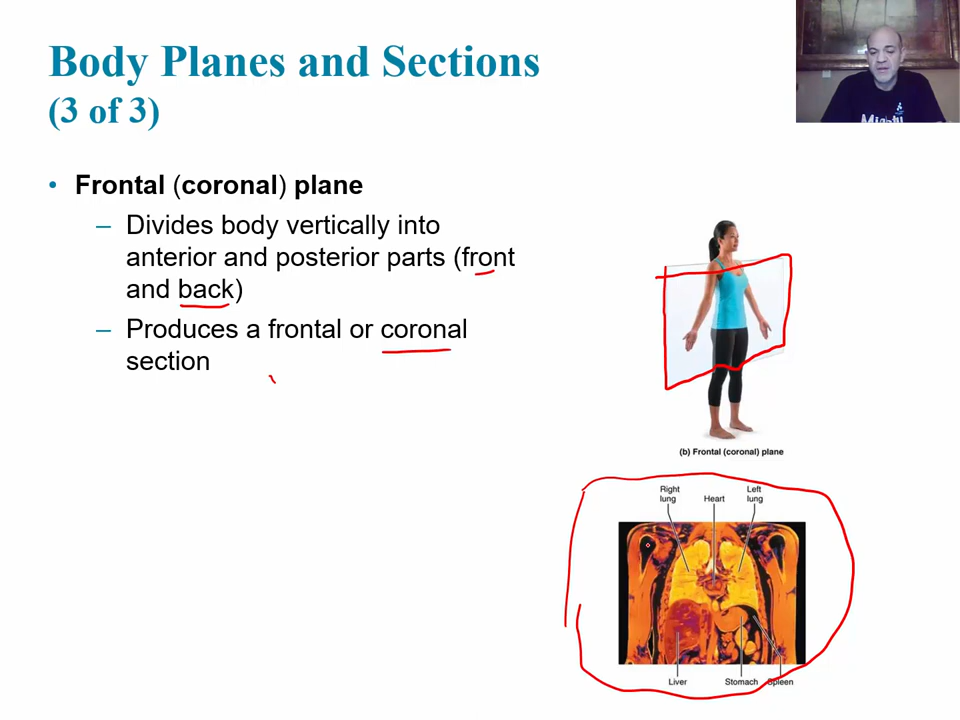 Body Planes and Sections
(3 of 3)
• Frontal (coronal) plane
– Divides body vertically into
anterior and posterior parts (front
and back)
– Produces a frontal or coronal
section
Mighty
(b) Frontal (coronal) plane
Right
lung
Heart
Left
lung
Liver
Stomach
Spleen